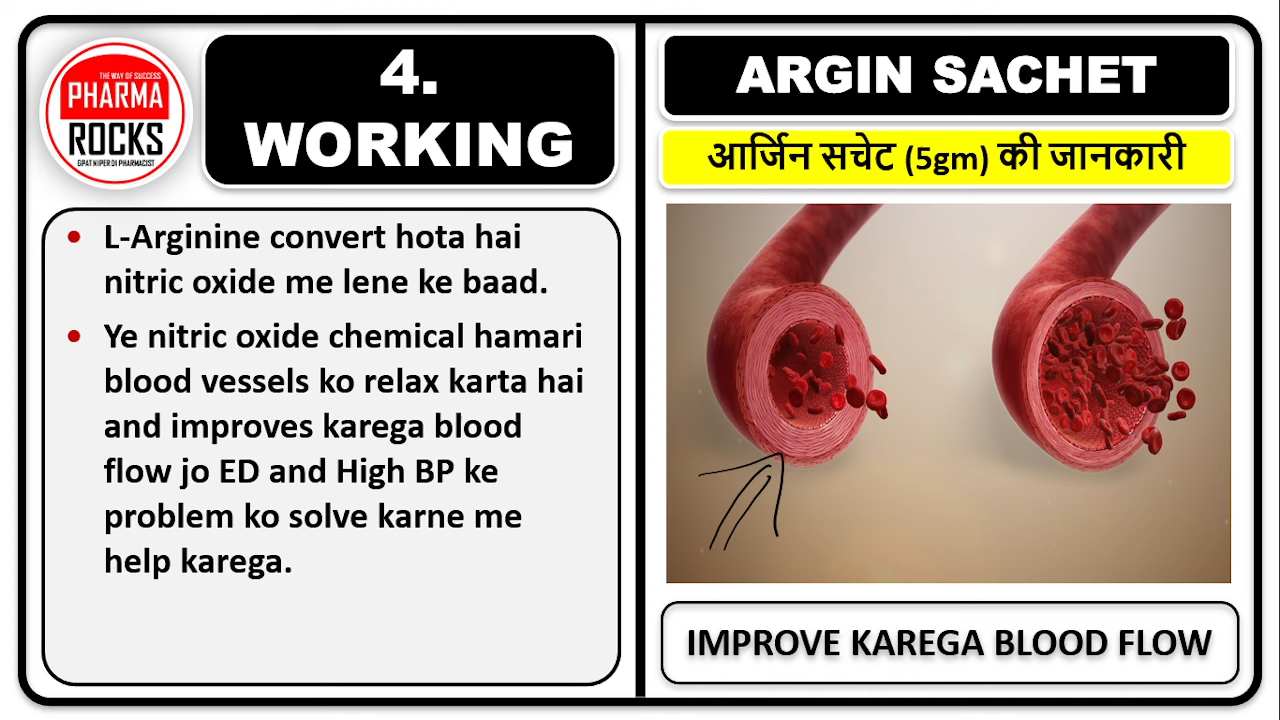 THE WAY OF SUCCESS
PHARMA
ROCKS
GPAT NIPER DI PHARMACIST
4.
WORKING
• L-Arginine convert hota hai
nitric oxide me lene ke baad.
• Ye nitric oxide chemical hamari
blood vessels ko relax karta hai
and improves karega blood
flow jo ED and High BP ke
problem ko solve karne me
help karega.
ARGIN SACHET
आर्जिन सचेट (5gm) की जानकारी
IMPROVE KAREGA BLOOD FLOW